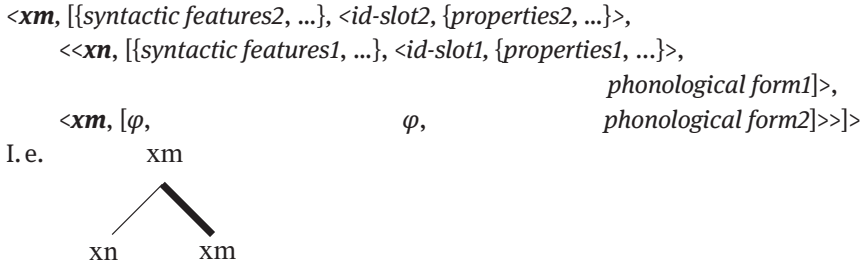 <xm, [{syntactic features2, ...}, <id-slot2, {properties2, ...}>,
<<xn, [{syntactic features1, ...}, <id-slot1, {properties1, ...}>,
phonological form1]>,
<xm, [φ, φ, phonological form2]>>]>
I. e. xm
xn xm